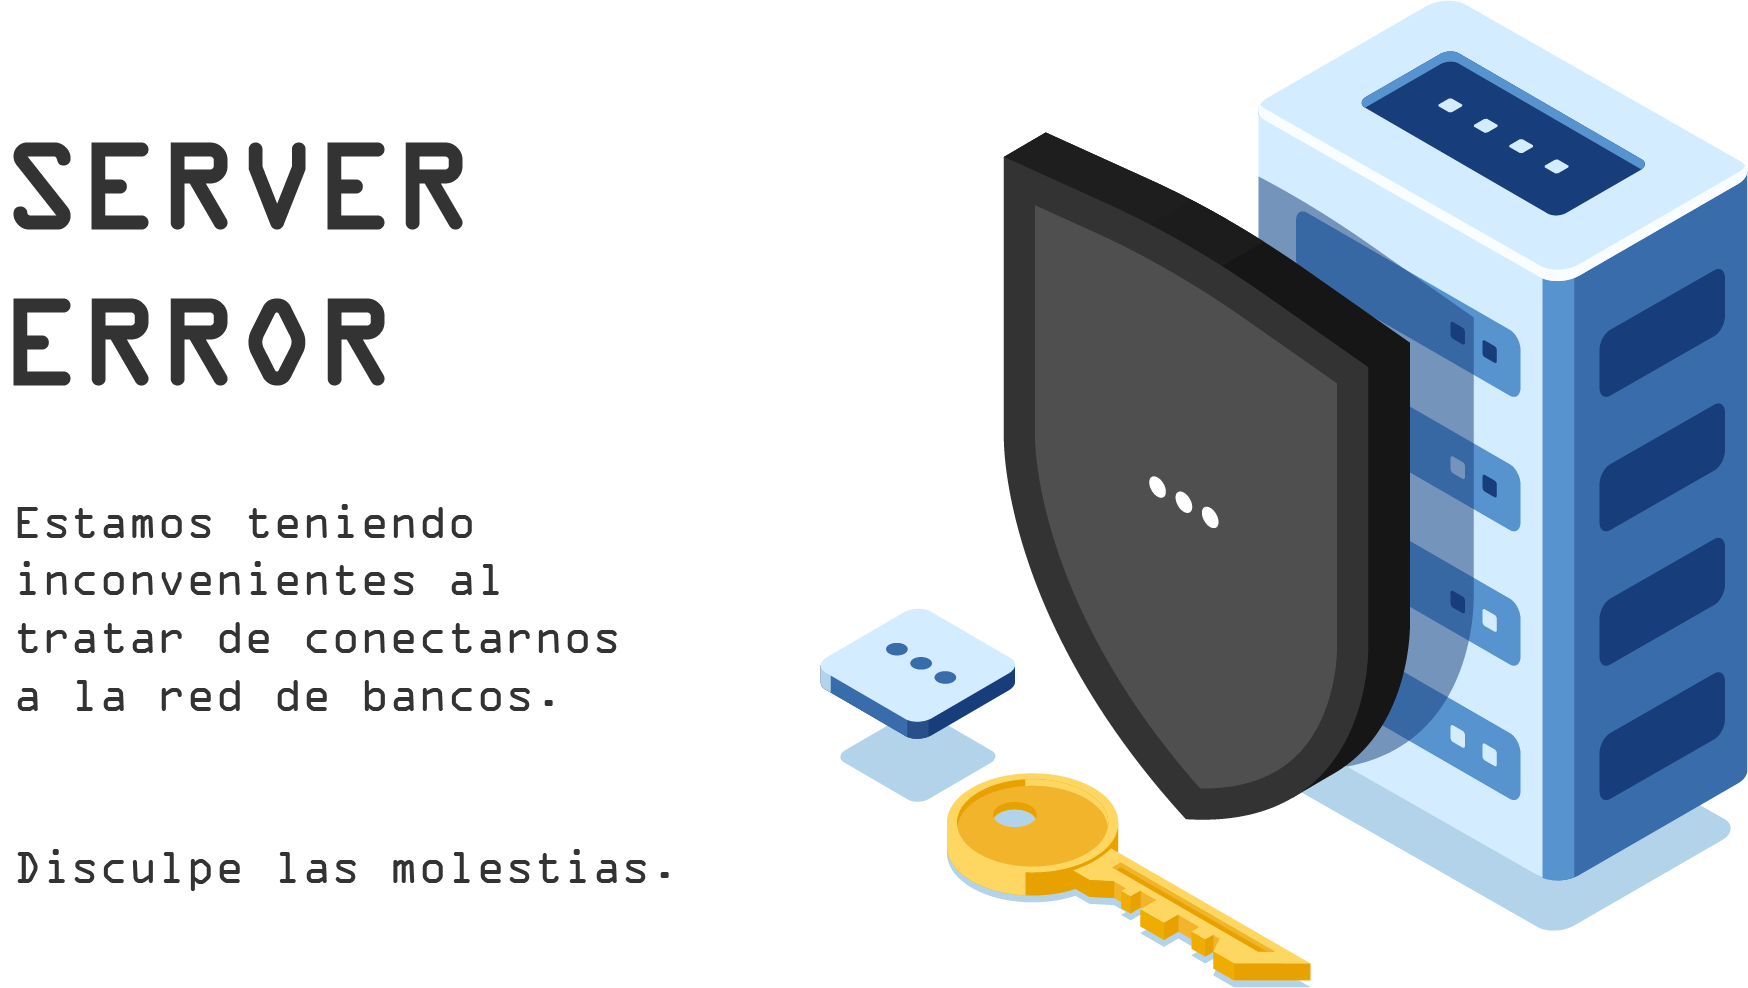 SERVER
ERROR
Estamos teniendo
inconvenientes al
tratar de conectarnos
a la red de bancos.
Disculpe las molestias.